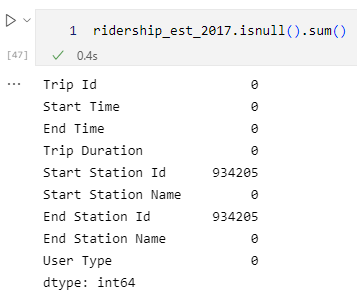 1 ridership_est_2017.isnull().sum()
[47] ✓ 0.4s
... Trip Id 0
Start Time 0
End Time 0
Trip Duration 0
Start Station Id 934205
Start Station Name 0
End Station Id 934205
End Station Name 0
User Type 0
dtype: int64